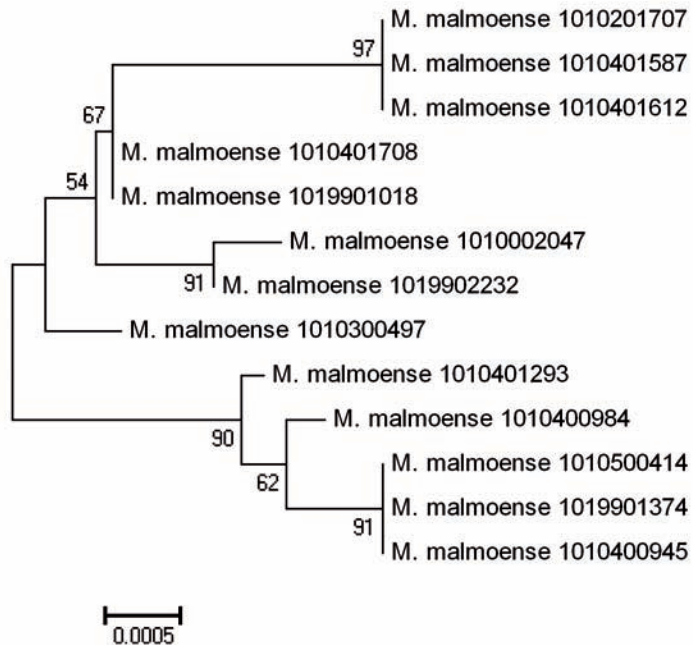 M. malmoense 1010201707
97
M. malmoense 1010401587
M. malmoense 1010401612
67
M. malmoense 1010401708
54
M. malmoense 1019901018
M. malmoense 1010002047
91
M. malmoense 1019902232
M. malmoense 1010300497
M. malmoense 1010401293
90
M. malmoense 1010400984
M. malmoense 1010500414
62
M. malmoense 1019901374
91
M. malmoense 1010400945
0.0005